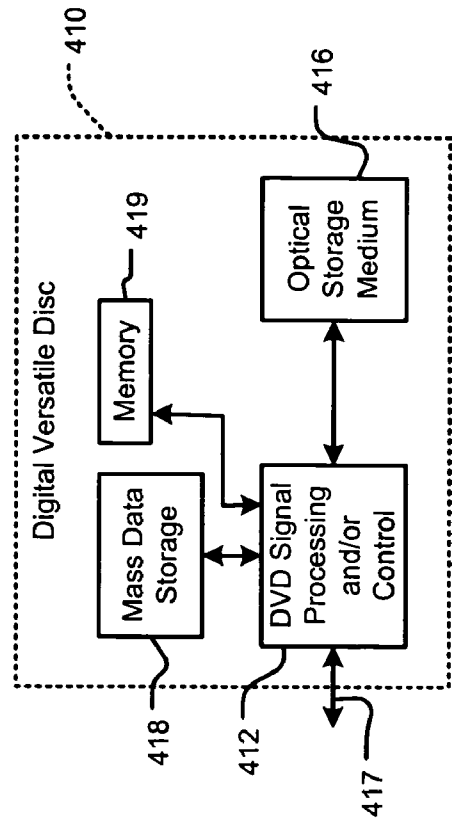 410
Digital Versatile Disc
419
Memory
Mass Data
Storage
418
416
DVD Signal
Processing
and/or
Control
Optical
Storage
Medium
412
417